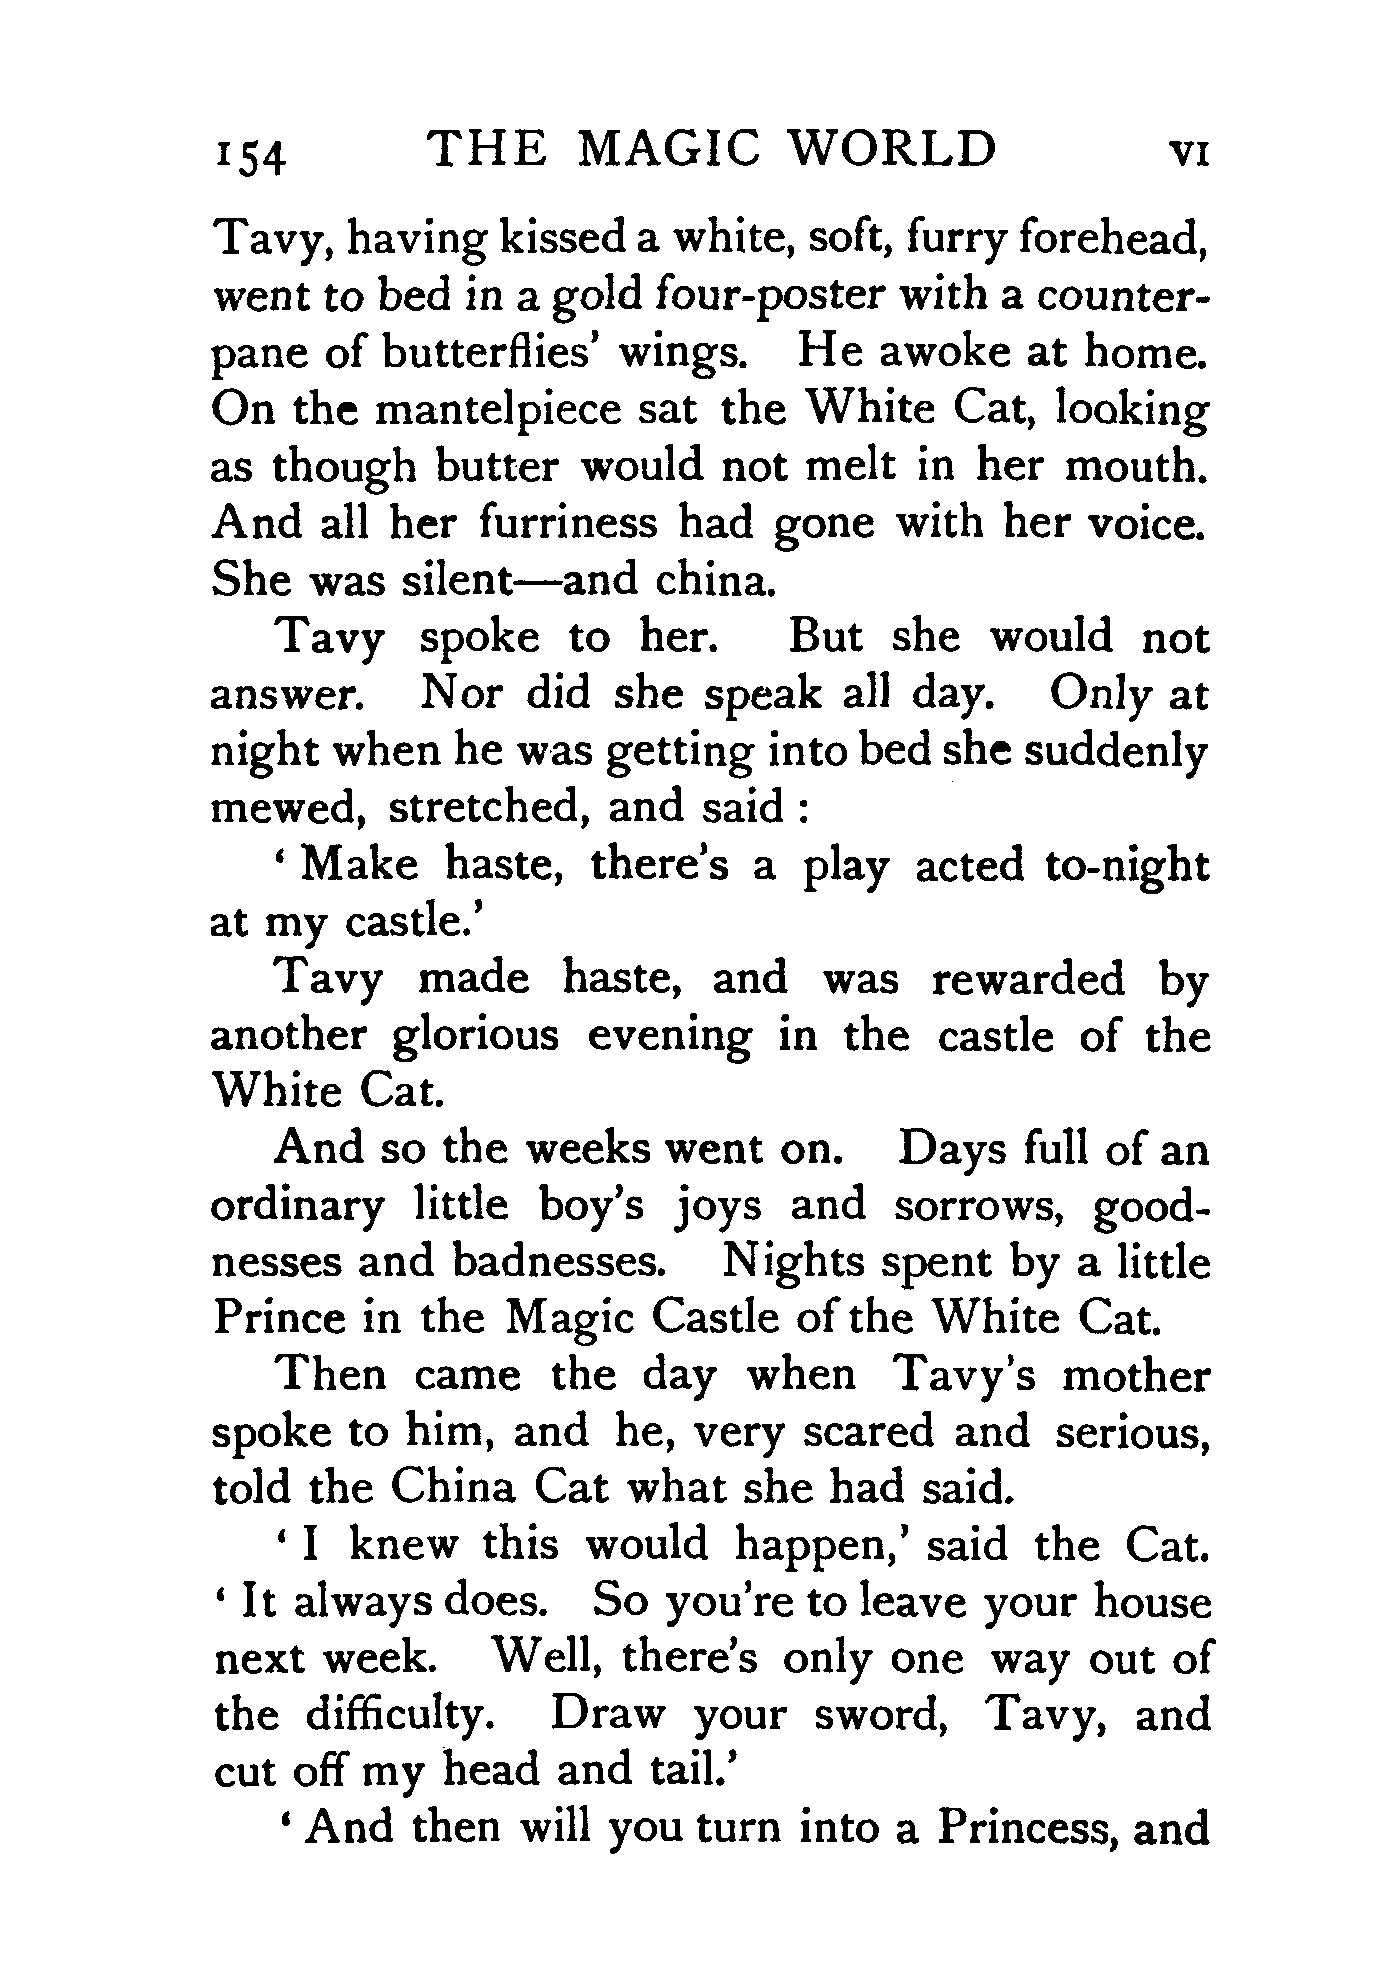 154 THE MAGIC WORLD VI
Tavy, having kissed a white, soft, furry forehead,
went to bed in a gold four-poster with a counter-
pane of butterflies' wings. He awoke at home.
On the mantelpiece sat the White Cat, looking
as though butter would not melt in her mouth.
And all her furriness had gone with her voice.
She was silent—and china.
Tavy spoke to her. But she would not
answer. Nor did she speak all day. Only at
night when he was getting into bed she suddenly
mewed, stretched, and said :
‘ Make haste, there's a play acted to-night
at my castle.’
Tavy made haste, and was rewarded by
another glorious evening in the castle of the
White Cat.
And so the weeks went on. Days full of an
ordinary little boy's joys and sorrows, good-
nesses and badnesses. Nights spent by a little
Prince in the Magic Castle of the White Cat.
Then came the day when Tavy's mother
spoke to him, and he, very scared and serious,
told the China Cat what she had said.
‘ I knew this would happen,’ said the Cat.
‘ It always does. So you're to leave your house
next week. Well, there's only one way out of
the difficulty. Draw your sword, Tavy, and
cut off my head and tail.’
‘ And then will you turn into a Princess, and